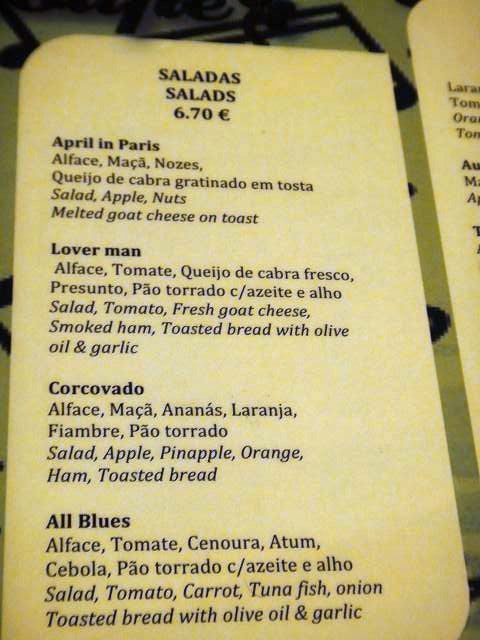 SALADAS
SALADS
6.70 €
April in Paris
Alface, Maçã, Nozes,
Queijo de cabra gratinado em tosta
Salad, Apple, Nuts
Melted goat cheese on toast
Lover man
Alface, Tomate, Queijo de cabra fresco,
Presunto, Pão torrado c/azeite e alho
Salad, Tomato, Fresh goat cheese,
Smoked ham, Toasted bread with olive
oil & garlic
Corcovado
Alface, Maçã, Ananás, Laranja,
Fiambre, Pão torrado
Salad, Apple, Pinapple, Orange,
Ham, Toasted bread
All Blues
Alface, Tomate, Cenoura, Atum,
Cebola, Pão torrado c/azeite e alho
Salad, Tomato, Carrot, Tuna fish, onion
Toasted bread with olive oil & garlic